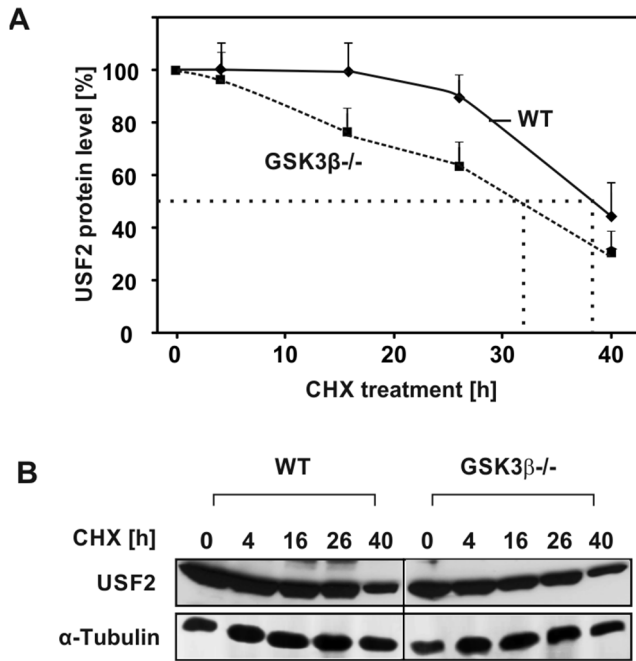 A
USF2 protein level [%]
100
80
60
40
20
0
WT
GSK3β-/-
0 10 20 30 40
CHX treatment [h]
B
WT GSK3β-/-
CHX [h] 0 4 16 26 40 0 4 16 26 40
USF2
α-Tubulin